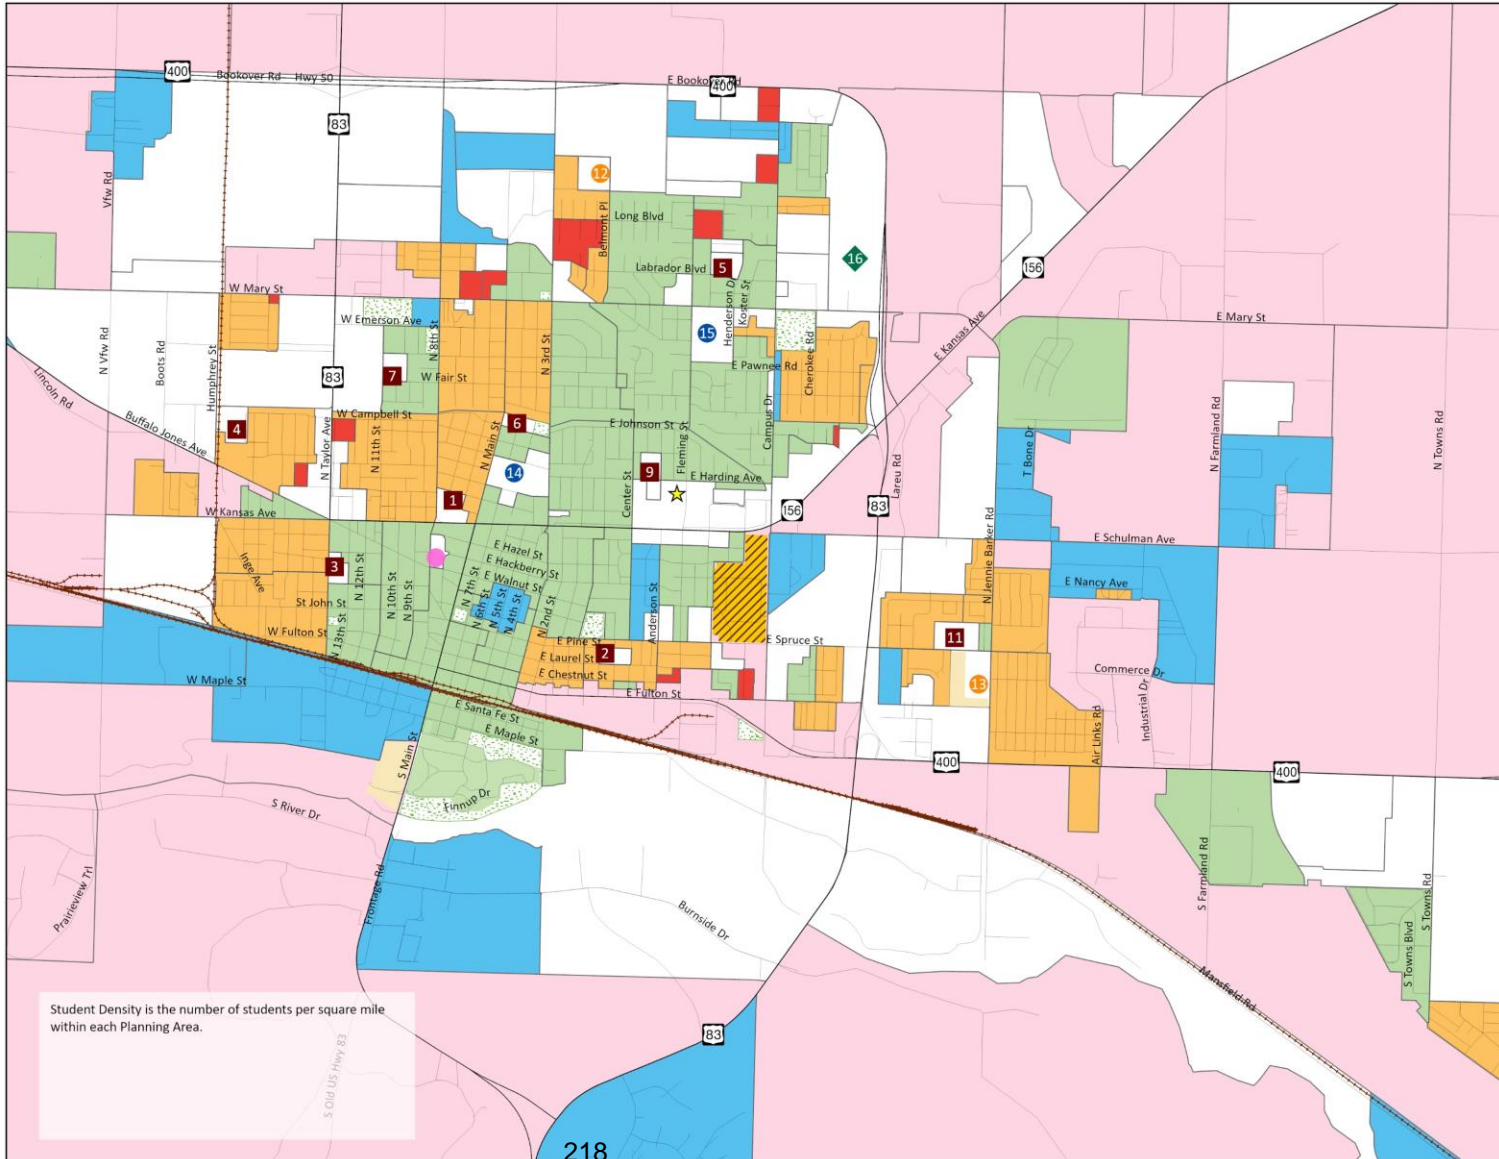 400
Bookover Rd
Hwy 50
E Bookover Rd
400
83
Vfw Rd
12
Belmont Pl
Long Blvd
Labrador Blvd
5
16
156
Henderson Dr
Koster St
W Mary St
W Emerson Ave
N 8th St
N 3rd St
15
E Mary St
E Kansas Ave
N Vfw Rd
Boots Rd
Humphrey St
83
7
W Fair St
E Pawnee Rd
Cherokee Rd
Lincoln Rd
Buffalo Jones Ave
4
N Taylor Ave
W Campbell St
N 11th St
N Main St
6
E Johnson St
Fleming St
Campus Dr
T Bone Dr
N Farmland Rd
N Towns Rd
14
9
Center St
E Harding Ave
Lareu Rd
1
156
83
W Kansas Ave
N Jennie Barker Rd
E Schulman Ave
Inge Ave
3
N 12th St
N 10th St
N 9th St
E Hazel St
E Hackberry St
E Walnut St
N 7th St
N 6th St
N 5th St
N 4th St
N 2nd St
Anderson St
E Nancy Ave
St John St
W Fulton St
N 13th St
E Pine St
2
E Laurel St
E Chestnut St
E Spruce St
11
13
Commerce Dr
Industrial Dr
Air Links Rd
W Maple St
E Fulton St
E Santa Fe St
E Maple St
S Main St
400
400
Finnup Dr
S River Dr
Prairieview Trl
Frontage Rd
Burnside Dr
S Farmland Rd
S Towns Rd
S Towns Blvd
Mansfield Rd
83
Student Density is the number of students per square mile
within each Planning Area.
S Old US Hwy 83
218